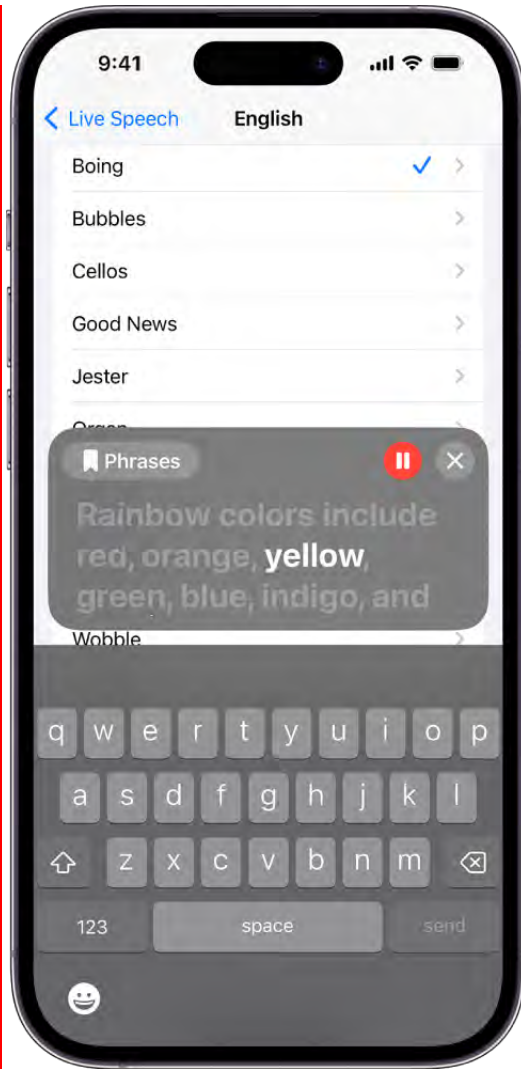 9:41
Live Speech
English
Boing
Bubbles
Cellos
Good News
Jester
Organ
Phrases
Rainbow colors include
red, orange, yellow,
green, blue, indigo, and
Wobble
q w e r t y u i o p
a s d f g h j k l
z x c v b n m
123 space send